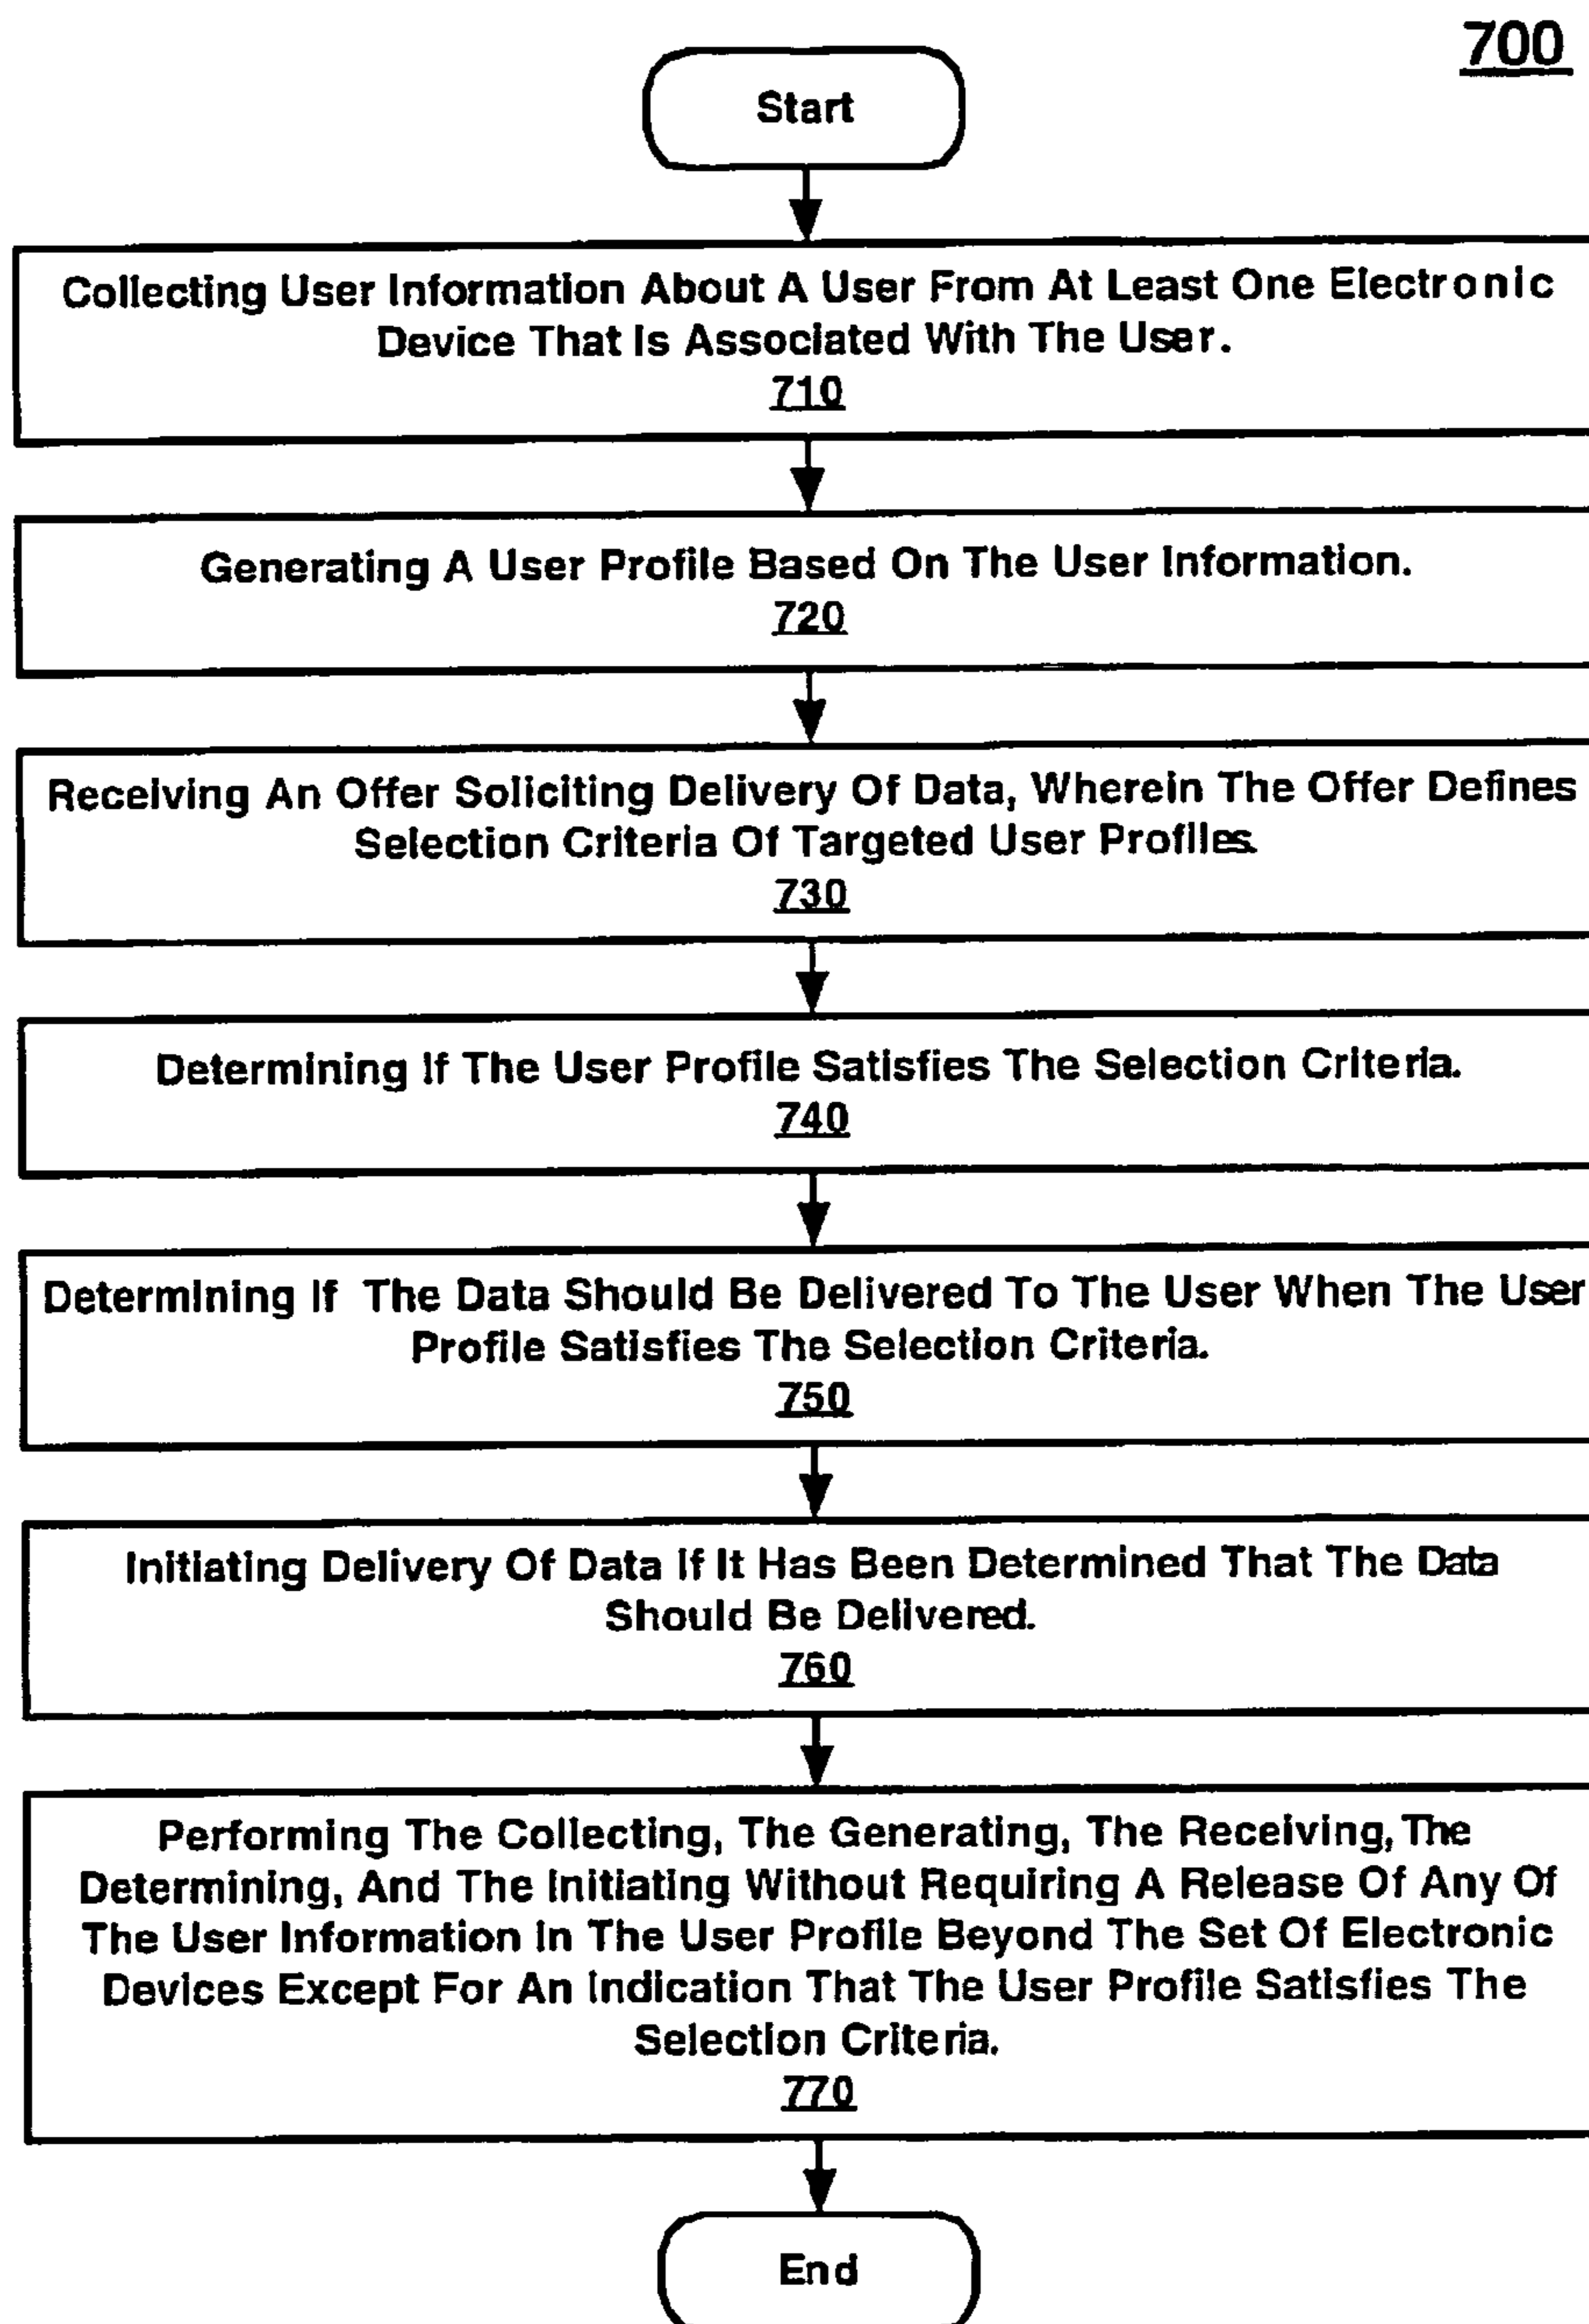 700
Start
Collecting User Information About A User From At Least One Electronic
Device That Is Associated With The User.
710
Generating A User Profile Based On The User Information.
720
Receiving An Offer Soliciting Delivery Of Data, Wherein The Offer Defines
Selection Criteria Of Targeted User Profiles.
730
Determining If The User Profile Satisfies The Selection Criteria.
740
Determining If The Data Should Be Delivered To The User When The User
Profile Satisfies The Selection Criteria.
750
Initiating Delivery Of Data If It Has Been Determined That The Data
Should Be Delivered.
760
Performing The Collecting, The Generating, The Receiving, The
Determining, And The Initiating Without Requiring A Release Of Any Of
The User Information In The User Profile Beyond The Set Of Electronic
Devices Except For An Indication That The User Profile Satisfies The
Selection Criteria.
770
End